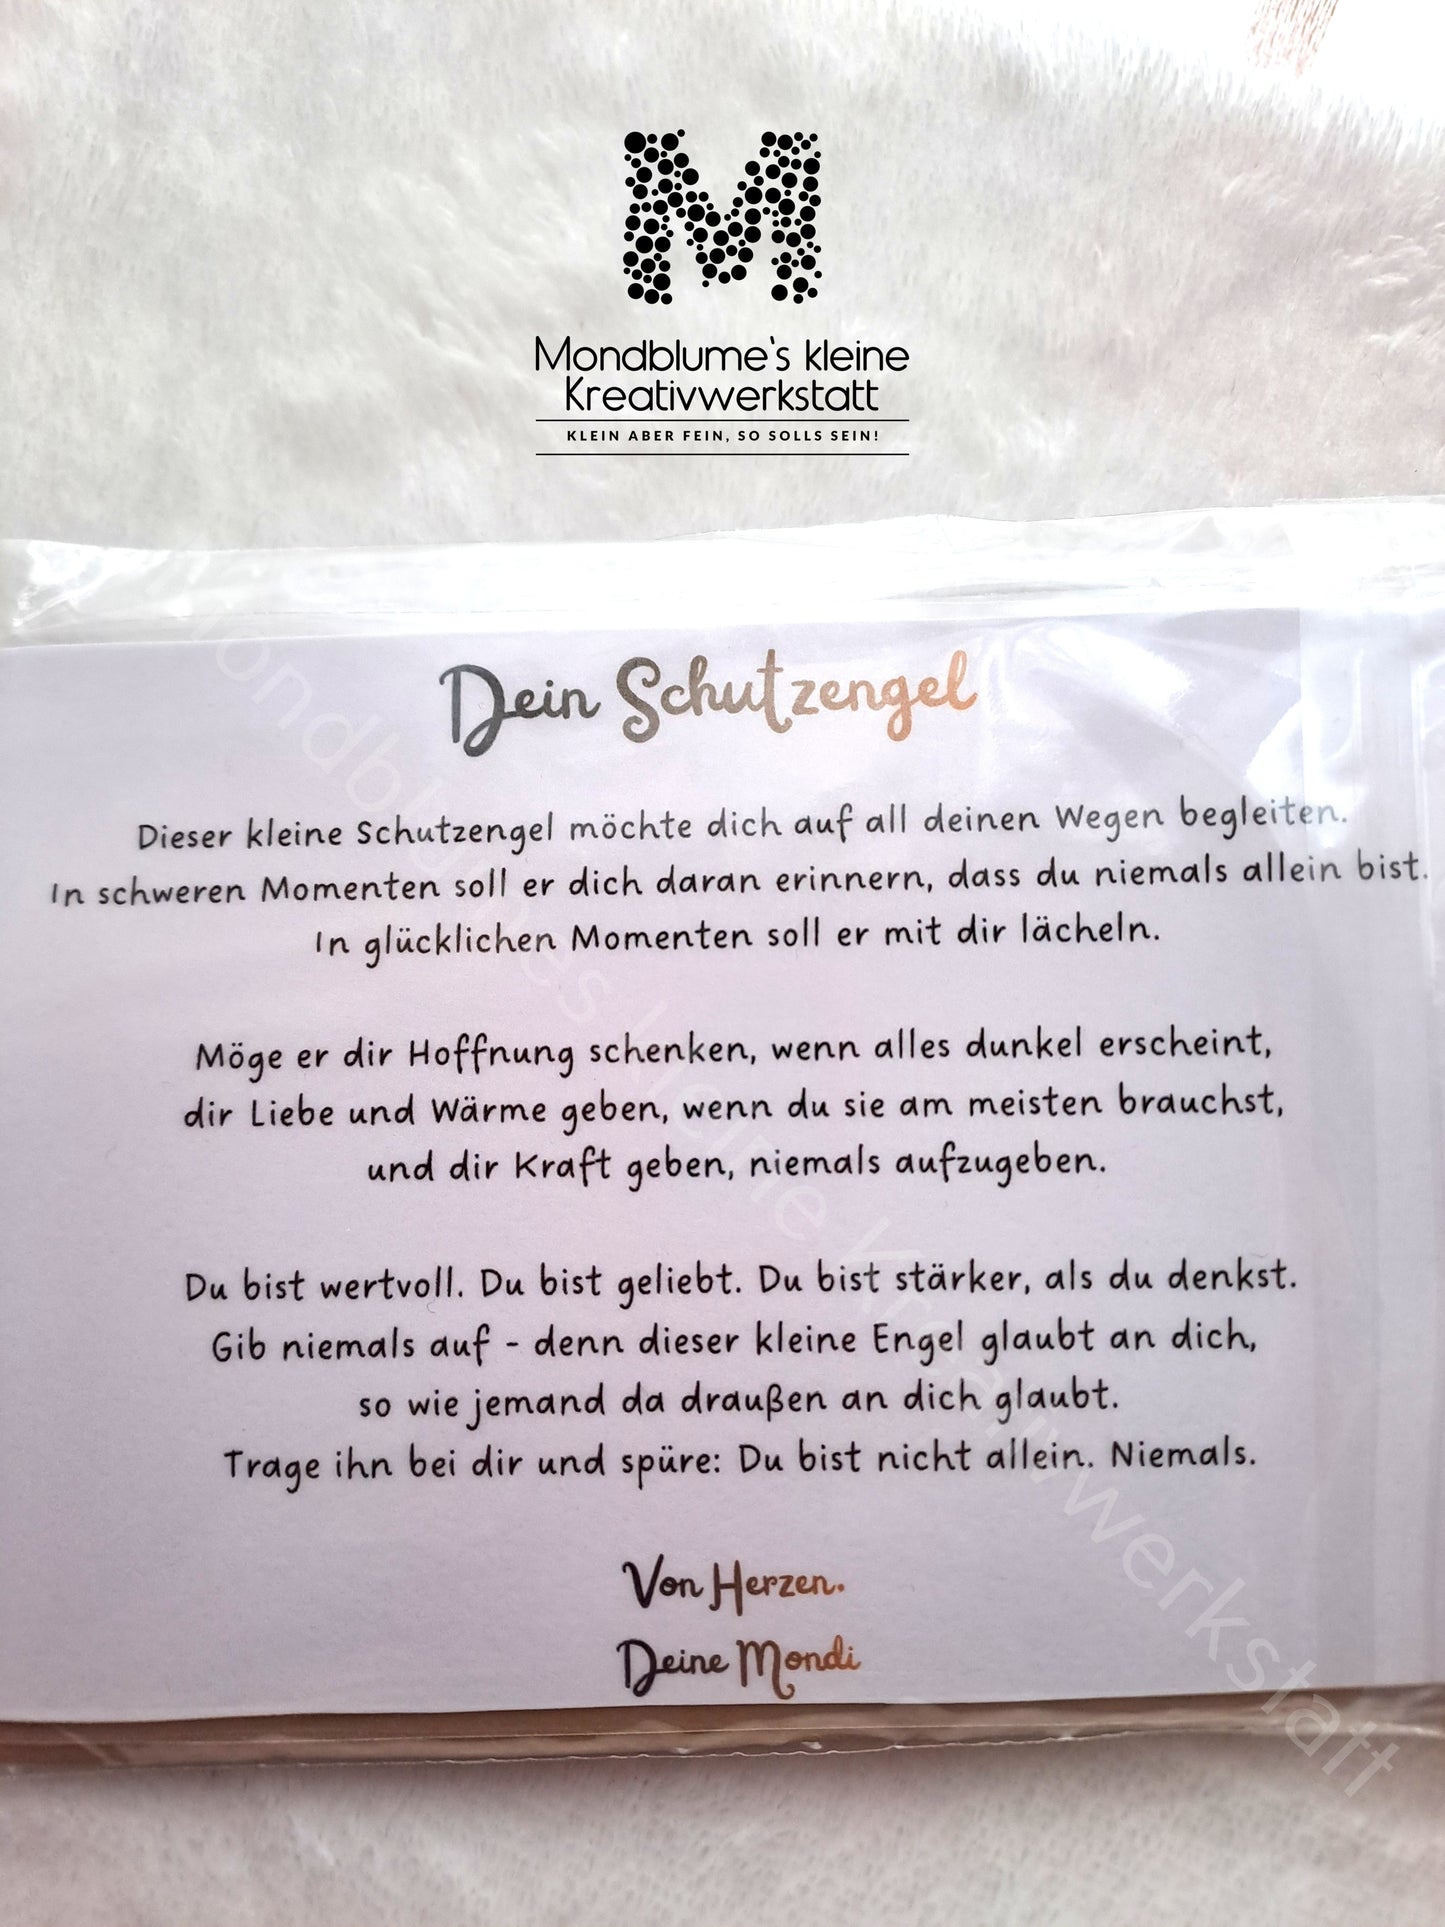 M
Mondblume's kleine
Kreativwerkstatt
KLEIN ABER FEIN, SO SOLLS SEIN!
Dein Schutzengel
Dieser kleine Schutzengel möchte dich auf all deinen Wegen begleiten.
In schweren Momenten soll er dich daran erinnern, dass du niemals allein bist.
In glücklichen Momenten soll er mit dir lächeln.
Möge er dir Hoffnung schenken, wenn alles dunkel erscheint,
dir Liebe und Wärme geben, wenn du sie am meisten brauchst,
und dir Kraft geben, niemals aufzugeben.
Du bist wertvoll. Du bist geliebt. Du bist stärker, als du denkst.
Gib niemals auf - denn dieser kleine Engel glaubt an dich,
so wie jemand da draußen an dich glaubt.
Trage ihn bei dir und spüre: Du bist nicht allein. Niemals.
Von Herzen.
Deine Mondi
Mondblumes kleine Kreativwerkstatt